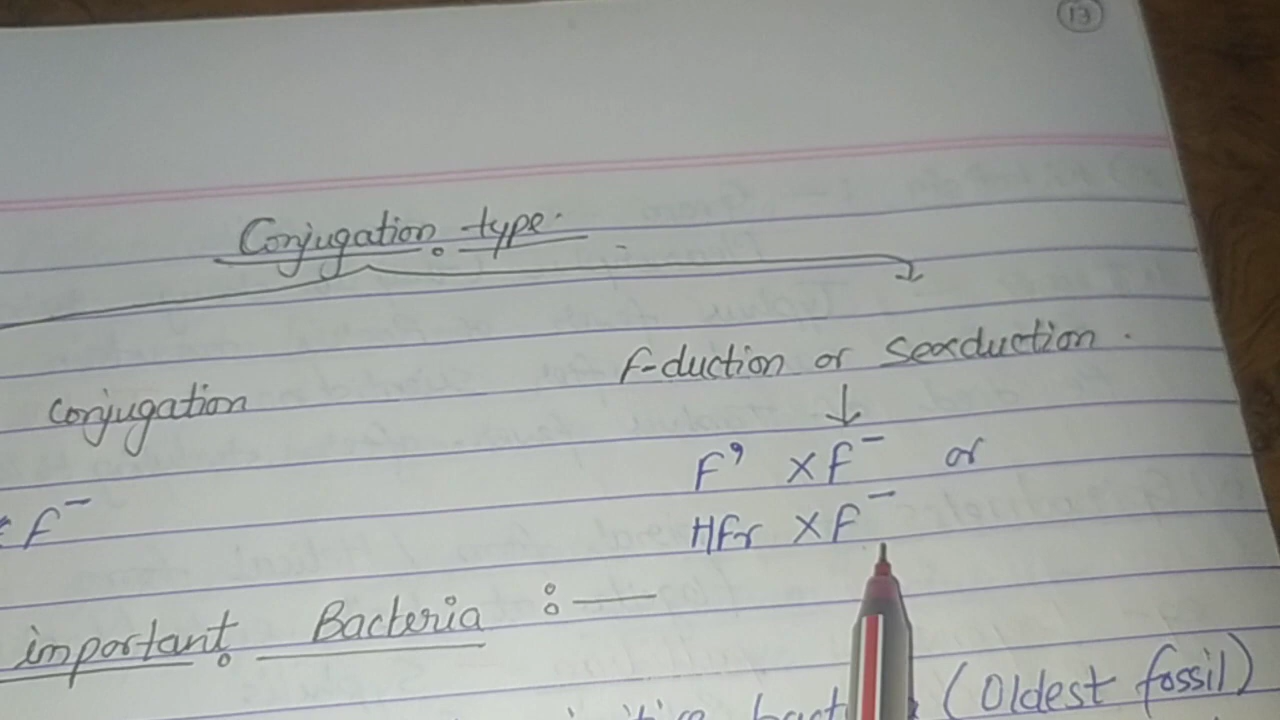 13
Conjugation type.
F-duction or Sexduction.
conjugation
F' × F⁻ or
F⁻
Hfr × F⁻
important Bacteria :—
(Oldest fossil)